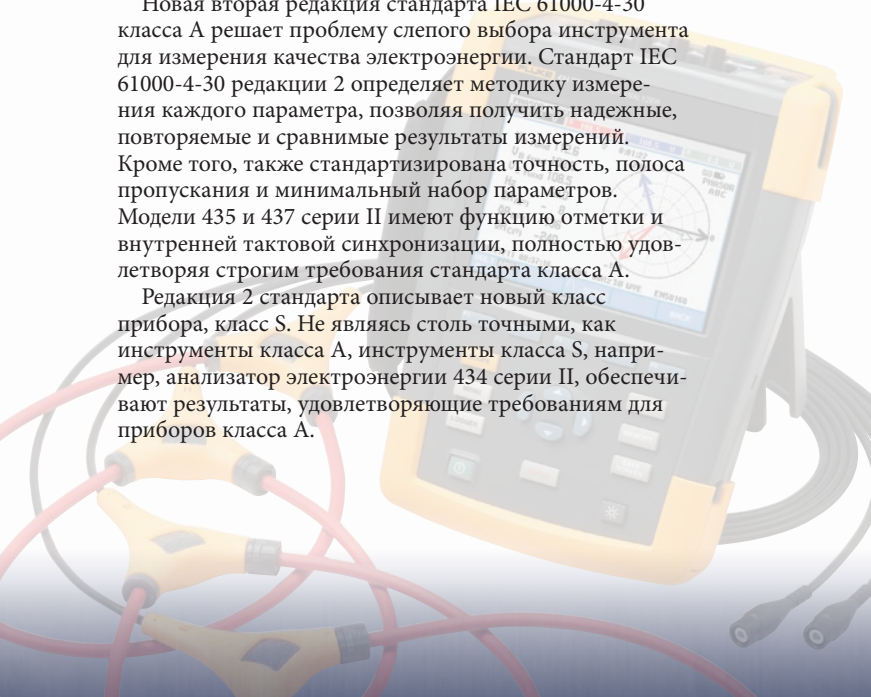 Новая вторая редакция стандарта IEC 61000-4-30
класса A решает проблему слепого выбора инструмента
для измерения качества электроэнергии. Стандарт IEC
61000-4-30 редакции 2 определяет методику измере-
ния каждого параметра, позволяя получить надежные,
повторяемые и сравнимые результаты измерений.
Кроме того, также стандартизирована точность, полоса
пропускания и минимальный набор параметров.
Модели 435 и 437 серии II имеют функцию отметки и
внутренней тактовой синхронизации, полностью удов-
летворяя строгим требования стандарта класса A.
Редакция 2 стандарта описывает новый класс
прибора, класс S. Не являясь столь точными, как
инструменты класса A, инструменты класса S, напри-
мер, анализатор электроэнергии 434 серии II, обеспечи-
вают результаты, удовлетворяющие требованиям для
приборов класса A.
PHASOR
ABC
EN50160
BACK